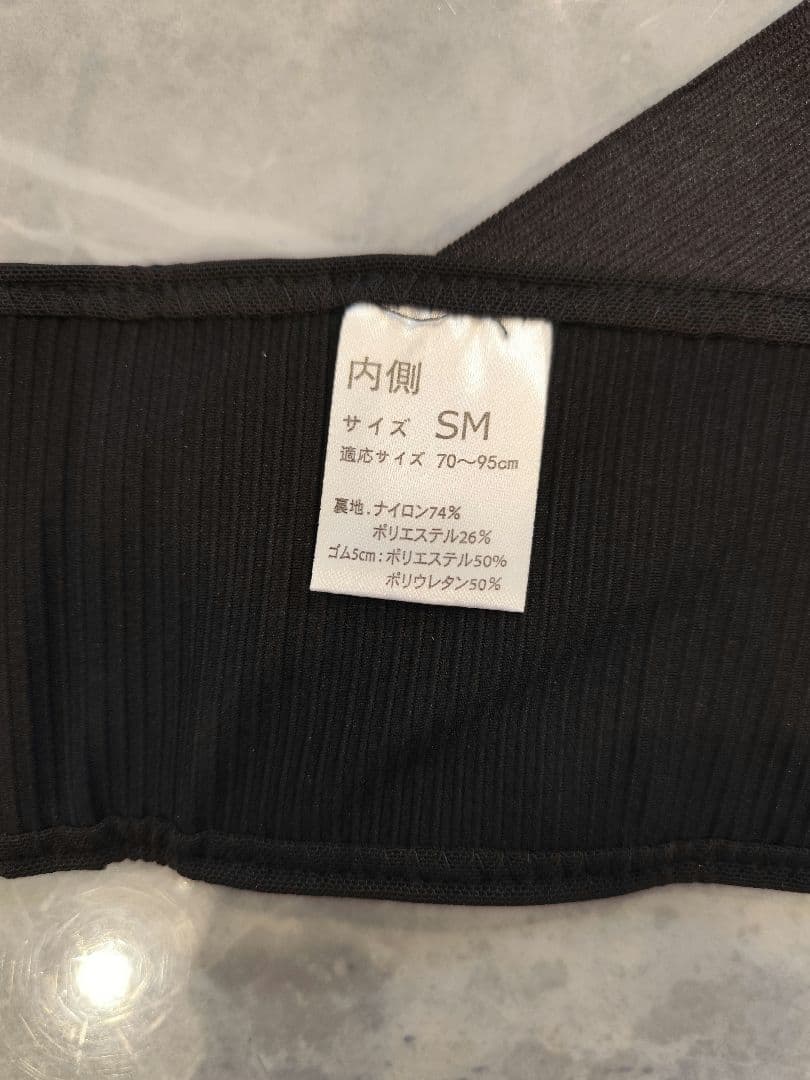 内側
サイズ SM
適応サイズ 70～95cm
裏地.ナイロン74%
ポリエステル26%
ゴム5cm:ポリエステル50%
ポリウレタン50%